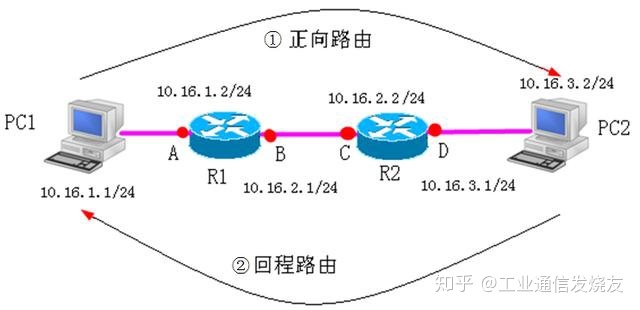 ① 正向路由
10.16.3.2/24
10.16.1.2/24
10.16.2.2/24
PC1
PC2
A
B
C
D
R1
R2
10.16.1.1/24
10.16.2.1/24
10.16.3.1/24
② 回程路由
知乎 @工业通信发烧友